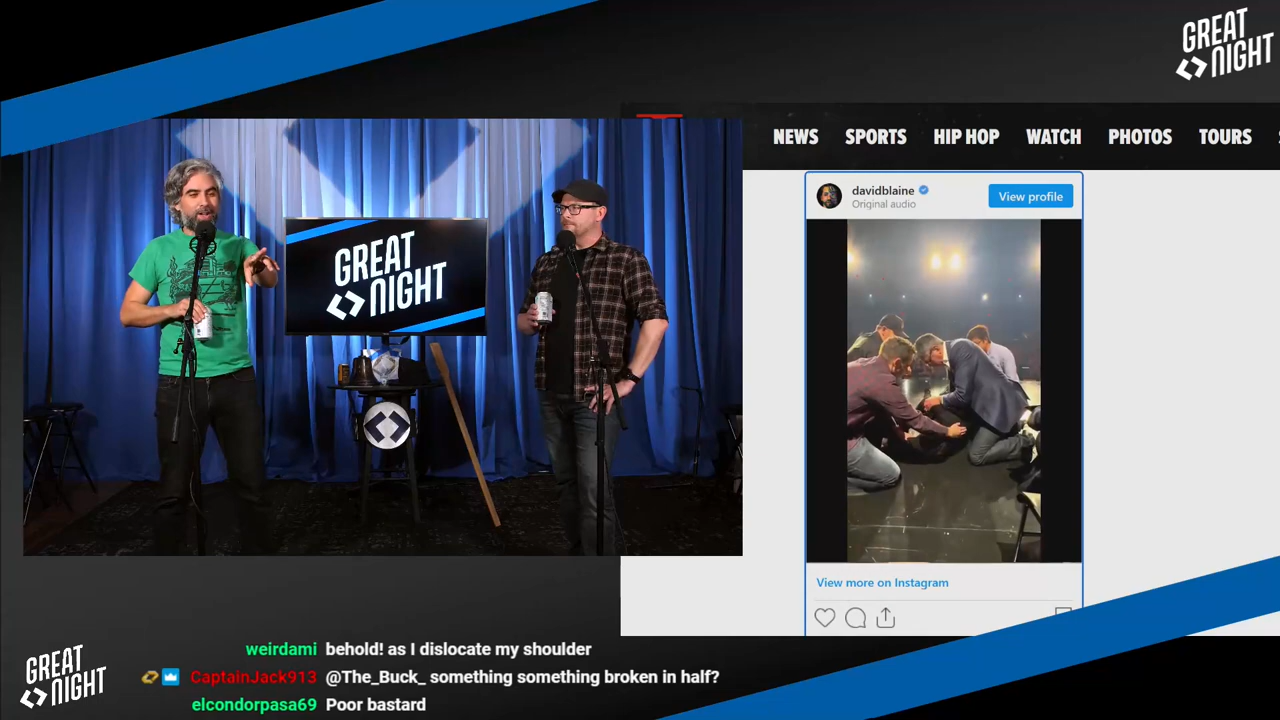 GREAT
NIGHT
NEWS SPORTS HIP HOP WATCH PHOTOS TOURS
davidblaine
Original audio
View profile
GREAT
NIGHT
View more on Instagram
GREAT
NIGHT
weirdami behold! as I dislocate my shoulder
CaptainJack913 @The_Buck_ something something broken in half?
elcondorpasa69 Poor bastard